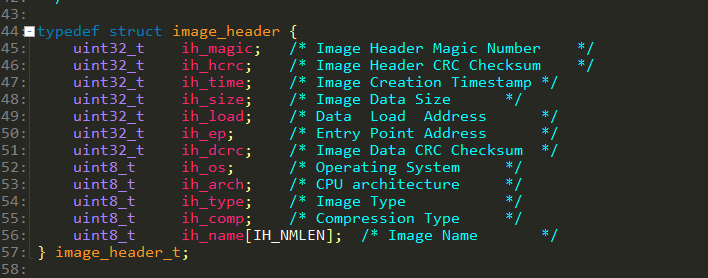 43:
44: typedef struct image_header {
45: uint32_t ih_magic; /* Image Header Magic Number */
46: uint32_t ih_hcrc; /* Image Header CRC Checksum */
47: uint32_t ih_time; /* Image Creation Timestamp */
48: uint32_t ih_size; /* Image Data Size */
49: uint32_t ih_load; /* Data Load Address */
50: uint32_t ih_ep; /* Entry Point Address */
51: uint32_t ih_dcrc; /* Image Data CRC Checksum */
52: uint8_t ih_os; /* Operating System */
53: uint8_t ih_arch; /* CPU architecture */
54: uint8_t ih_type; /* Image Type */
55: uint8_t ih_comp; /* Compression Type */
56: uint8_t ih_name[IH_NMLEN]; /* Image Name */
57: } image_header_t;
58: